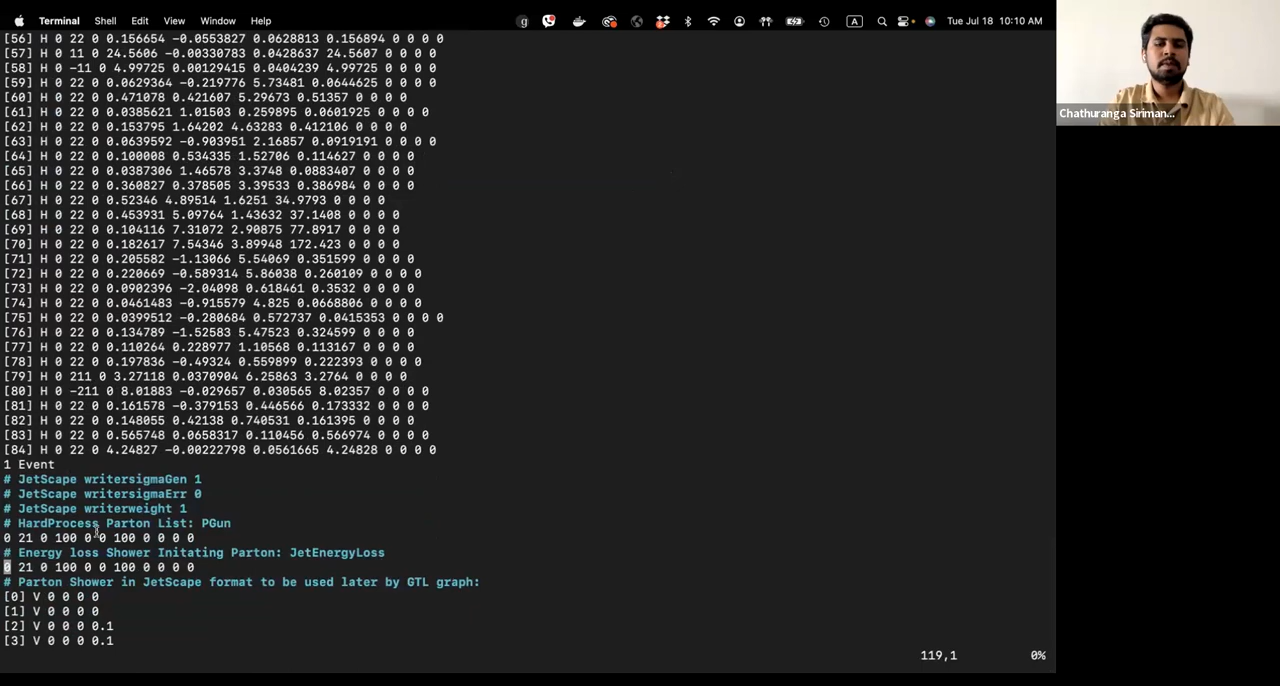 Terminal Shell Edit View Window Help
A Tue Jul 18 10:10 AM
[56] H 0 22 0 0.156654 -0.0553827 0.0628813 0.156894 0 0 0 0
[57] H 0 11 0 24.5606 -0.00330783 0.0428637 24.5607 0 0 0 0
[58] H 0 -11 0 4.99725 0.00129415 0.0404239 4.99725 0 0 0 0
[59] H 0 22 0 0.0629364 -0.219776 5.73481 0.0644625 0 0 0 0
[60] H 0 22 0 0.471078 0.421607 5.29673 0.51357 0 0 0 0
[61] H 0 22 0 0.0385621 1.01503 0.259895 0.0601925 0 0 0 0
[62] H 0 22 0 0.153795 1.64202 4.63283 0.412106 0 0 0 0
[63] H 0 22 0 0.0639592 -0.903951 2.16857 0.0919191 0 0 0 0
[64] H 0 22 0 0.100008 0.534335 1.52706 0.114627 0 0 0 0
[65] H 0 22 0 0.0387306 1.46578 3.3748 0.0883407 0 0 0 0
[66] H 0 22 0 0.360827 0.378505 3.39533 0.386984 0 0 0 0
[67] H 0 22 0 0.52346 4.89514 1.6251 34.9793 0 0 0 0
[68] H 0 22 0 0.453931 5.09764 1.43632 37.1408 0 0 0 0
[69] H 0 22 0 0.104116 7.31072 2.90875 77.8917 0 0 0 0
[70] H 0 22 0 0.182617 7.54346 3.89948 172.423 0 0 0 0
[71] H 0 22 0 0.205582 -1.13066 5.54069 0.351599 0 0 0 0
[72] H 0 22 0 0.220669 -0.589314 5.86038 0.260109 0 0 0 0
[73] H 0 22 0 0.0902396 -2.04098 0.618461 0.3532 0 0 0 0
[74] H 0 22 0 0.0461483 -0.915579 4.825 0.0668806 0 0 0 0
[75] H 0 22 0 0.0399512 -0.280684 0.572737 0.0415353 0 0 0 0
[76] H 0 22 0 0.134789 -1.52583 5.47523 0.324599 0 0 0 0
[77] H 0 22 0 0.110264 0.228977 1.10568 0.113167 0 0 0 0
[78] H 0 22 0 0.197836 -0.49324 0.559899 0.222393 0 0 0 0
[79] H 0 211 0 3.27118 0.0370904 6.25863 3.2764 0 0 0 0
[80] H 0 -211 0 8.01883 -0.029657 0.030565 8.02357 0 0 0 0
[81] H 0 22 0 0.161578 -0.379153 0.446566 0.173332 0 0 0 0
[82] H 0 22 0 0.148055 0.42138 0.740531 0.161395 0 0 0 0
[83] H 0 22 0 0.565748 0.0658317 0.110456 0.566974 0 0 0 0
[84] H 0 22 0 4.24827 -0.00222798 0.0561665 4.24828 0 0 0 0
1 Event
# JetScape writersigmaGen 1
# JetScape writersigmaErr 0
# JetScape writerweight 1
# HardProcess Parton List: PGun
0 21 0 100 0 0 100 0 0 0 0
# Energy loss Shower Initating Parton: JetEnergyLoss
0 21 0 100 0 0 100 0 0 0 0
# Parton Shower in JetScape format to be used later by GTL graph:
[0] V 0 0 0 0
[1] V 0 0 0 0
[2] V 0 0 0 0.1
[3] V 0 0 0 0.1
119,1 0%
Chathuranga Siriman...